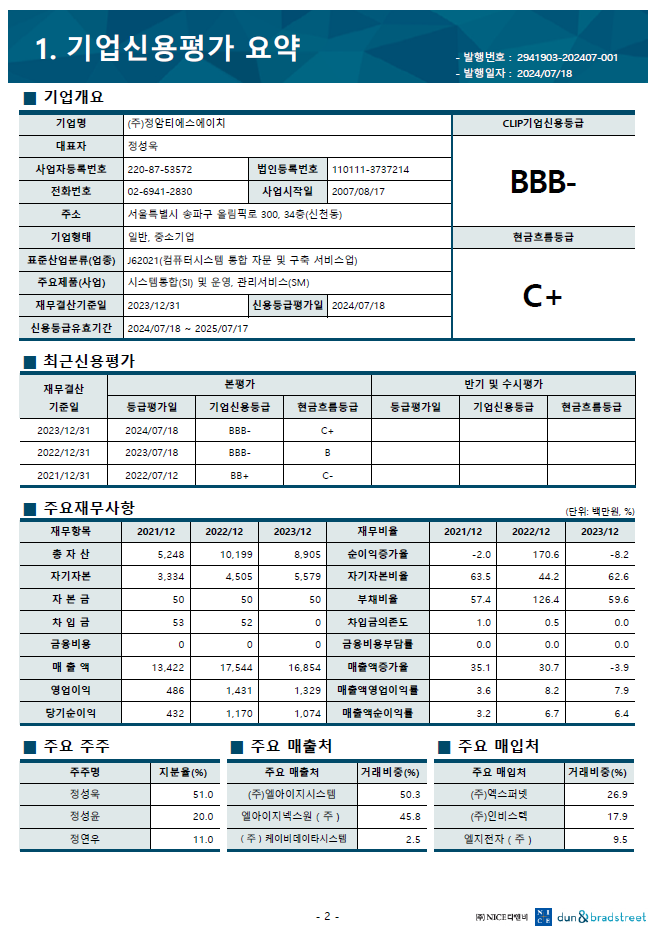 1. 기업신용평가 요약
- 발행번호 : 2941903-202407-001
- 발행일자 : 2024/07/18
■ 기업개요
기업명 (주)정암티에스에이치 CLIP기업신용등급
대표자 정성욱 BBB-
사업자등록번호 220-87-53572 법인등록번호 110111-3737214
전화번호 02-6941-2830 사업시작일 2007/08/17
주소 서울특별시 송파구 올림픽로 300, 34층(신천동)
기업형태 일반, 중소기업 현금흐름등급
표준산업분류(업종) J62021(컴퓨터시스템 통합 자문 및 구축 서비스업) C+
주요제품(사업) 시스템통합(SI) 및 운영, 관리서비스(SM)
재무결산기준일 2023/12/31 신용등급평가일 2024/07/18
신용등급유효기간 2024/07/18 ~ 2025/07/17
■ 최근신용평가
재무결산 기준일 본평가 반기 및 수시평가
등급평가일 기업신용등급 현금흐름등급 등급평가일 기업신용등급 현금흐름등급
2023/12/31 2024/07/18 BBB- C+
2022/12/31 2023/07/18 BBB- B
2021/12/31 2022/07/12 BB+ C-
■ 주요재무사항 (단위: 백만원, %)
재무항목 2021/12 2022/12 2023/12 재무비율 2021/12 2022/12 2023/12
총 자 산 5,248 10,199 8,905 순이익증가율 -2.0 170.6 -8.2
자기자본 3,334 4,505 5,579 자기자본비율 63.5 44.2 62.6
자 본 금 50 50 50 부채비율 57.4 126.4 59.6
차 입 금 53 52 0 차입금의존도 1.0 0.5 0.0
금융비용 0 0 0 금융비용부담률 0.0 0.0 0.0
매 출 액 13,422 17,544 16,854 매출액증가율 35.1 30.7 -3.9
영업이익 486 1,431 1,329 매출액영업이익률 3.6 8.2 7.9
당기순이익 432 1,170 1,074 매출액순이익률 3.2 6.7 6.4
■ 주요 주주 ■ 주요 매출처 ■ 주요 매입처
주주명 지분율(%) 주요 매출처 거래비중(%) 주요 매입처 거래비중(%)
정성욱 51.0 (주)엘아이지시스템 50.3 (주)엑스퍼넷 26.9
정성윤 20.0 엘아이지넥스원 ( 주 ) 45.8 (주)인비스텍 17.9
정연우 11.0 ( 주 ) 케이비데이타시스템 2.5 엘지전자 ( 주 ) 9.5
- 2 - ㈜NICE디앤비 NICE dun & bradstreet